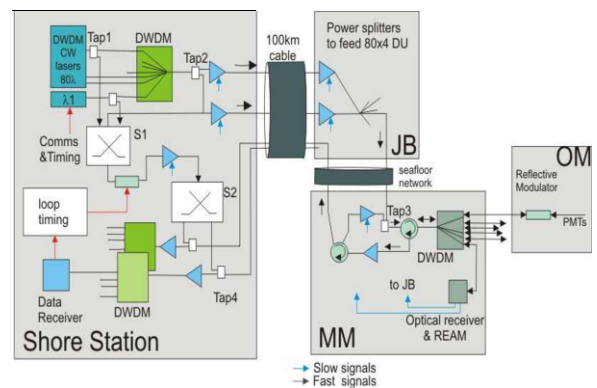 DWDM
CW
lasers
80λ
λ1
Tap1
DWDM
Tap2
Comms
&Timing
S1
S2
loop
timing
Data
Receiver
DWDM
Tap4
Shore Station
100km
cable
Power splitters
to feed 80x4 DU
JB
seafloor
network
Tap3
DWDM
to JB
Optical receiver
& REAM
MM
OM
Reflective
Modulator
PMTs
Slow signals
Fast signals